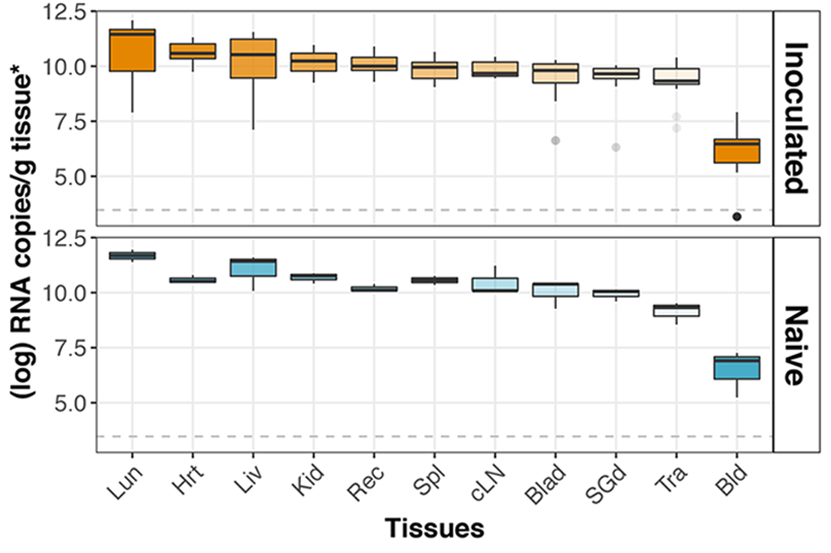 (log) RNA copies/g tissue*
12.5
10.0
7.5
5.0
Inoculated
12.5
10.0
7.5
5.0
Naive
Lun Hrt Liv Kid Rec Spl cLN Blad SGd Tra Bld
Tissues